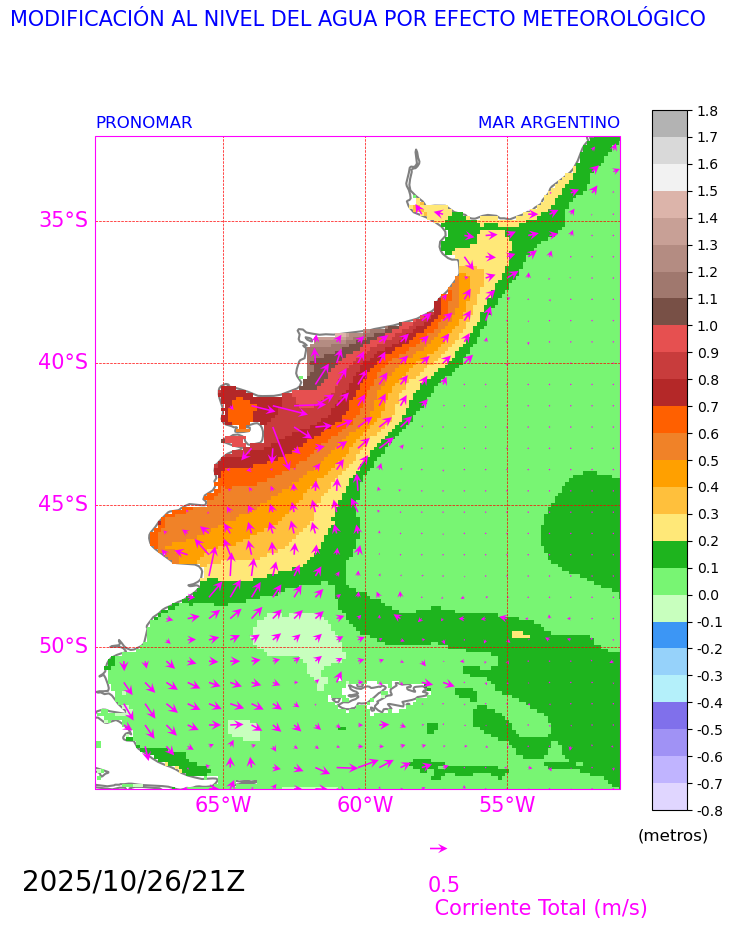 MODIFICACIÓN AL NIVEL DEL AGUA POR EFECTO METEOROLÓGICO
PRONOMAR MAR ARGENTINO
35°S
40°S
45°S
50°S
65°W 60°W 55°W
1.8
1.7
1.6
1.5
1.4
1.3
1.2
1.1
1.0
0.9
0.8
0.7
0.6
0.5
0.4
0.3
0.2
0.1
0.0
-0.1
-0.2
-0.3
-0.4
-0.5
-0.6
-0.7
-0.8
(metros)
2025/10/26/21Z
0.5
Corriente Total (m/s)